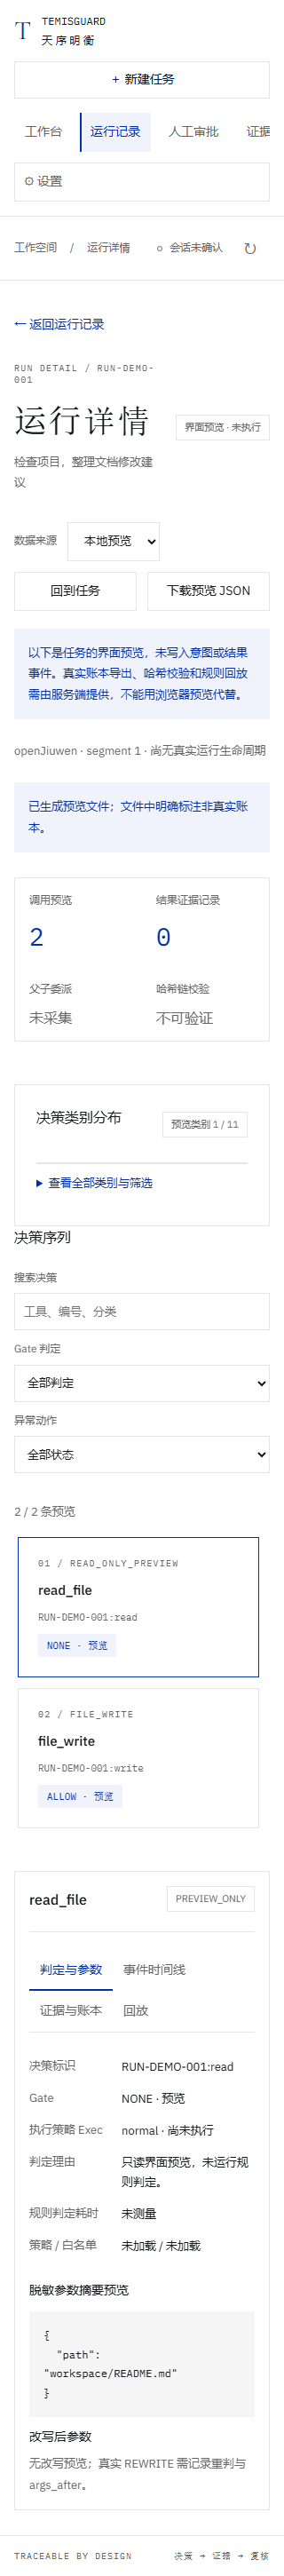 T TEMISGUARD
天序明衡
+ 新建任务
工作台 运行记录 人工审批 证据
⚙ 设置
工作空间 / 运行详情 ○ 会话未确认 ↻
← 返回运行记录
RUN DETAIL / RUN-DEMO-
001
运行详情
界面预览 · 未执行
检查项目，整理文档修改建
议
数据来源 本地预览
回到任务 下载预览 JSON
以下是任务的界面预览，未写入意图或结果
事件。真实账本导出、哈希校验和规则回放
需由服务端提供，不能用浏览器预览代替。
openJiuwen · segment 1 · 尚无真实运行生命周期
已生成预览文件；文件中明确标注非真实账
本。
调用预览 结果证据记录
2 0
父子委派 哈希链校验
未采集 不可验证
决策类别分布 预览类别 1 / 11
▶ 查看全部类别与筛选
决策序列
搜索决策
工具、编号、分类
Gate 判定
全部判定
异常动作
全部状态
2 / 2 条预览
01 / READ_ONLY_PREVIEW
read_file
RUN-DEMO-001:read
NONE · 预览
02 / FILE_WRITE
file_write
RUN-DEMO-001:write
ALLOW · 预览
read_file PREVIEW_ONLY
判定与参数 事件时间线
证据与账本 回放
决策标识 RUN-DEMO-001:read
Gate NONE · 预览
执行策略 Exec normal · 尚未执行
判定理由 只读界面预览，未运行规
则判定。
规则判定耗时 未测量
策略 / 白名单 未加载 / 未加载
脱敏参数摘要预览
{
"path":
"workspace/README.md"
}
改写后参数
无改写预览；真实 REWRITE 需记录重判与
args_after。
TRACEABLE BY DESIGN 决策 → 证据 → 复核